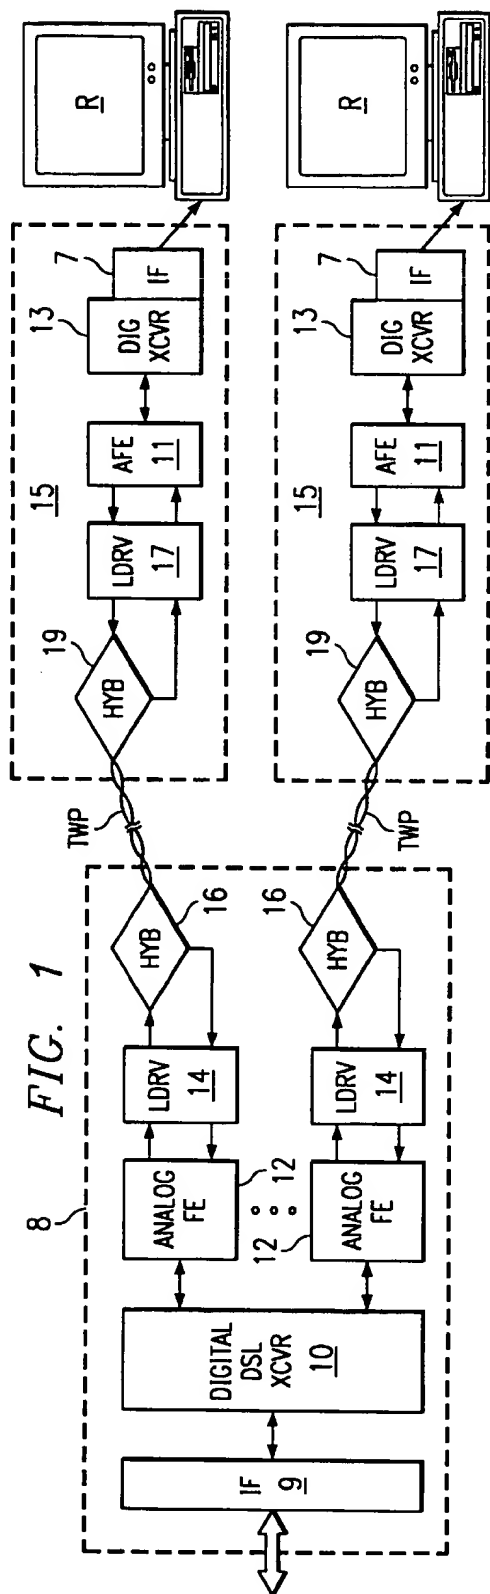 FIG. 1
8
IF
9
DIGITAL
DSL
XCVR
10
ANALOG
FE
12
LDRV
14
HYB
16
TWP
15
HYB
19
LDRV
17
AFE
11
DIG
XCVR
13
IF
7
R
12
ANALOG
FE
LDRV
14
HYB
16
TWP
15
HYB
19
LDRV
17
AFE
11
DIG
XCVR
13
IF
7
R